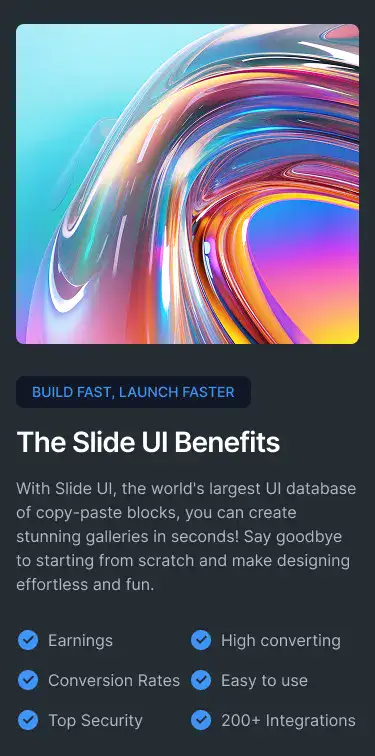 BUILD FAST, LAUNCH FASTER
The Slide UI Benefits
With Slide UI, the world's largest UI database
of copy-paste blocks, you can create
stunning galleries in seconds! Say goodbye
to starting from scratch and make designing
effortless and fun.
Earnings
High converting
Conversion Rates
Easy to use
Top Security
200+ Integrations